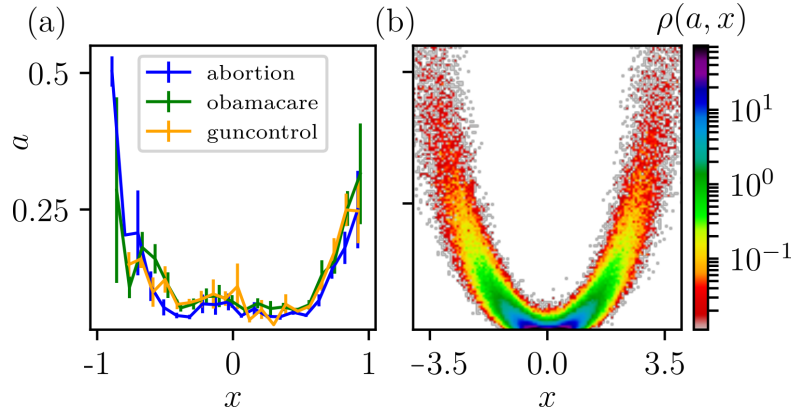 (a)
(b)
ρ(a, x)
abortion
obamacare
guncontrol
0.5
0.25
a
10^1
10^0
10^{-1}
-1
0
1
x
−3.5
0.0
3.5
x